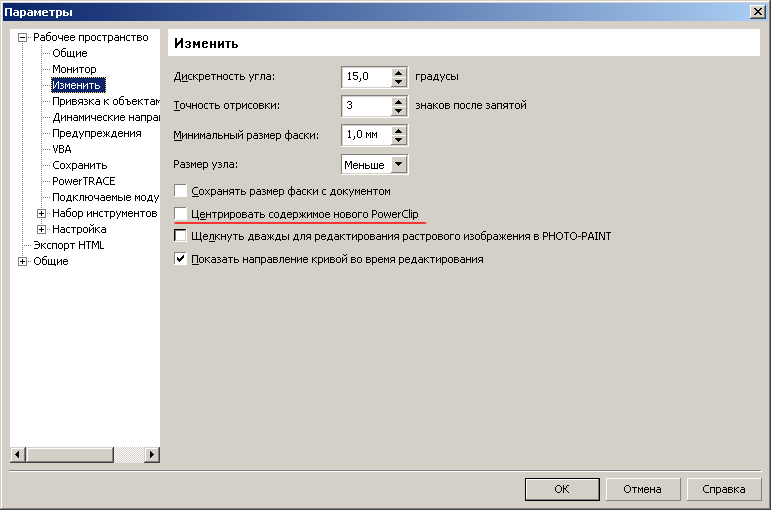 Параметры
Рабочее пространство
Общие
Монитор
Изменить
Привязка к объектам
Динамические напра
Предупреждения
VBA
Сохранить
PowerTRACE
Подключаемые моду
Набор инструментов
Настройка
Экспорт HTML
Общие
Изменить
Дискретность угла: 15,0 градусы
Точность отрисовки: 3 знаков после запятой
Минимальный размер фаски: 1,0 мм
Размер узла: Меньше
Сохранять размер фаски с документом
Центрировать содержимое нового PowerClip
Щелкнуть дважды для редактирования растрового изображения в PHOTO-PAINT
Показать направление кривой во время редактирования
OK Отмена Справка